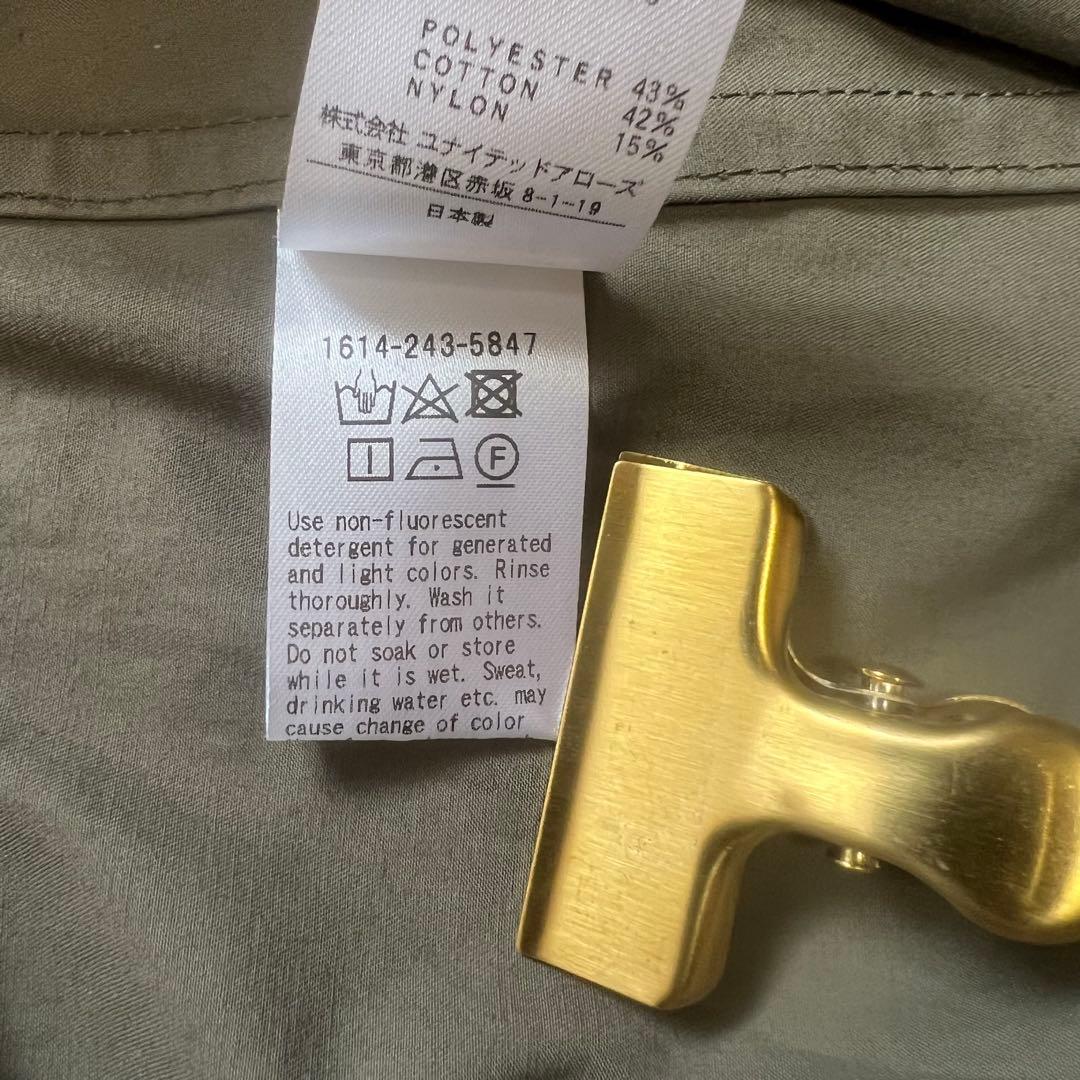 POLYESTER 43%
COTTON 42%
NYLON 15%
株式会社 ユナイテッドアローズ
東京都港区赤坂 8-1-19
日本製
1614-243-5847
F
Use non-fluorescent
detergent for generated
and light colors. Rinse
thoroughly. Wash it
separately from others.
Do not soak or store
while it is wet. Sweat,
drinking water etc. may
cause change of color